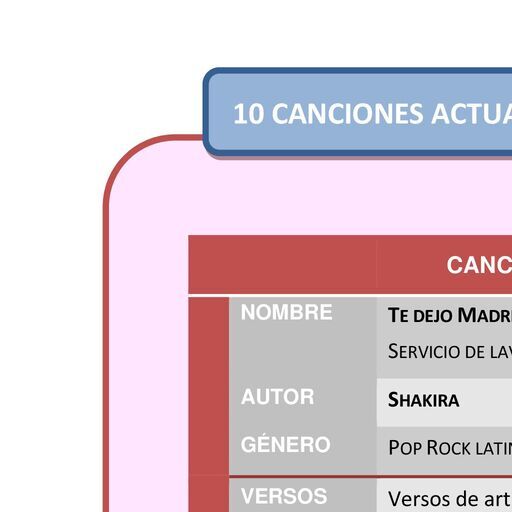 10 CANCIONES ACTUA
CANC
NOMBRE
TE DEJO MADR
SERVICIO DE LAV
AUTOR
SHAKIRA
GÉNERO
POP ROCK LATIN
VERSOS
Versos de art